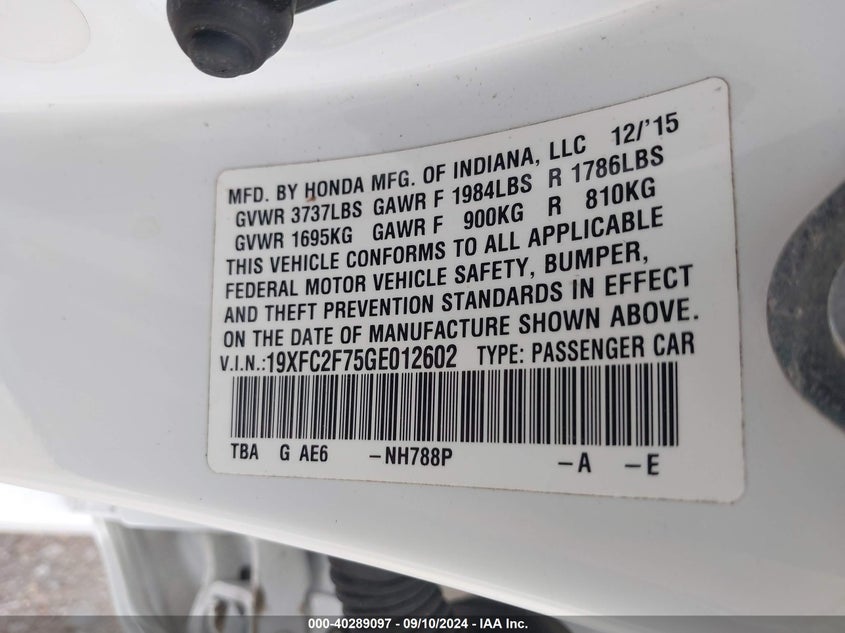 MFD. BY HONDA MFG. OF INDIANA, LLC 12/'15
GVWR 3737LBS GAWR F 1984LBS R 1786LBS
GVWR 1695KG GAWR F 900KG R 810KG
THIS VEHICLE CONFORMS TO ALL APPLICABLE
FEDERAL MOTOR VEHICLE SAFETY, BUMPER,
AND THEFT PREVENTION STANDARDS IN EFFECT
ON THE DATE OF MANUFACTURE SHOWN ABOVE.
V.I.N.:19XFC2F75GE012602 TYPE: PASSENGER CAR
TBA G AE6 -NH788P -A -E
000-40289097 - 09/10/2024 - IAA Inc.